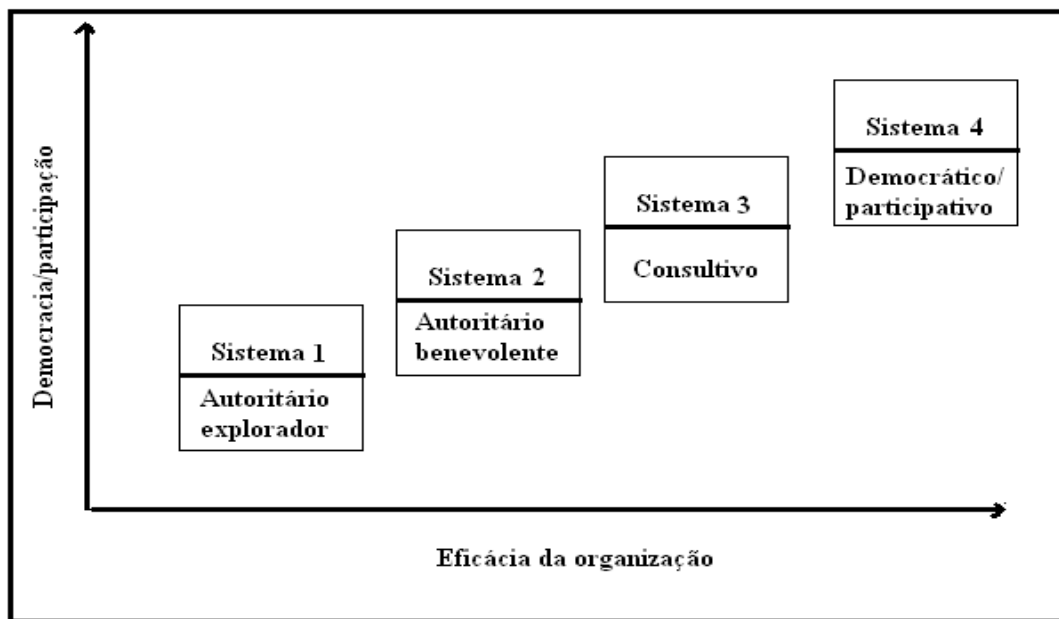 Democracia/participação
Sistema 4
Democrático/
participativo
Sistema 3
Consultivo
Sistema 2
Autoritário
benevolente
Sistema 1
Autoritário
explorador
Eficácia da organização